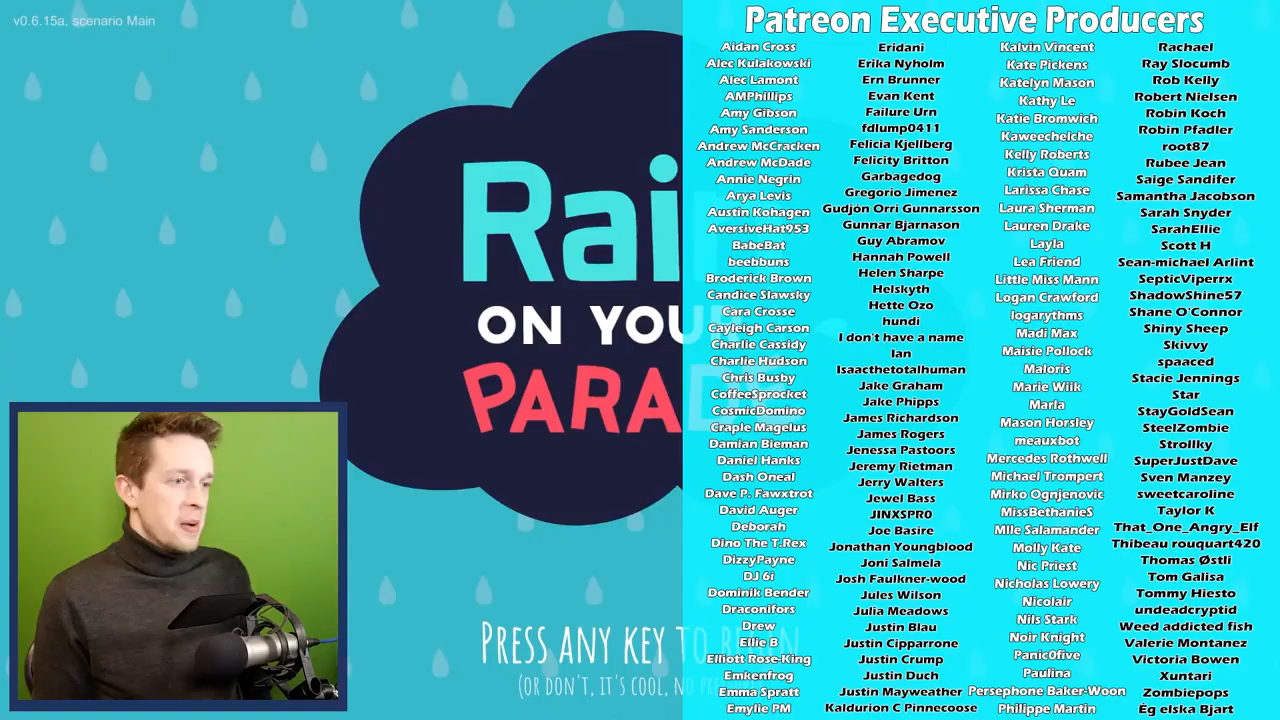 v0.6.15a, scenario Main
Rain
ON YOUR
PARADE
PRESS ANY KEY TO BEGIN
(OR DON'T, IT'S COOL, NO PRE
Patreon Executive Producers
Aidan Cross
Alec Kulakowski
Alec Lamont
AMPhillips
Amy Gibson
Amy Sanderson
Andrew McCracken
Andrew McDade
Annie Negrin
Arya Levis
Austin Kohagen
AversiveHat953
BabeBat
beebbuns
Broderick Brown
Candice Slawsky
Cara Crosse
Cayleigh Carson
Charlie Cassidy
Charlie Hudson
Chris Busby
CoffeeSprocket
CosmicDomino
Craple Magelus
Damian Bieman
Daniel Hanks
Dash Oneal
Dave P. Fawxtrot
David Auger
Deborah
Dino The T.Rex
DizzyPayne
DJ 6i
Dominik Bender
Draconifors
Drew
Ellie B
Elliott Rose-King
Emkenfrog
Emma Spratt
Emylie PM
Eridani
Erika Nyholm
Ern Brunner
Evan Kent
Failure Urn
fdlump0411
Felicia Kjellberg
Felicity Britton
Garbagedog
Gregorio Jimenez
Gudjón Orri Gunnarsson
Gunnar Bjarnason
Guy Abramov
Hannah Powell
Helen Sharpe
Helskyth
Hette Ozo
hundi
I don't have a name
Ian
Isaacthetotalhuman
Jake Graham
Jake Phipps
James Richardson
James Rogers
Jenessa Pastoors
Jeremy Rietman
Jerry Walters
Jewel Bass
JINXSPR0
Joe Basire
Jonathan Youngblood
Joni Salmela
Josh Faulkner-wood
Jules Wilson
Julia Meadows
Justin Blau
Justin Cipparrone
Justin Crump
Justin Duch
Justin Mayweather
Kaldurion C Pinnecoose
Kalvin Vincent
Kate Pickens
Katelyn Mason
Kathy Le
Katie Bromwich
Kaweechelche
Kelly Roberts
Krista Quam
Larissa Chase
Laura Sherman
Lauren Drake
Layla
Lea Friend
Little Miss Mann
Logan Crawford
logarythms
Madi Max
Maisie Pollock
Maloris
Marie Wiik
Marla
Mason Horsley
meauxbot
Mercedes Rothwell
Michael Trompert
Mirko Ognjenovic
MissBethanieS
Mlle Salamander
Molly Kate
Nic Priest
Nicholas Lowery
Nicolair
Nils Stark
Noir Knight
Panic0five
Paulina
Persephone Baker-Woon
Philippe Martin
Rachael
Ray Slocumb
Rob Kelly
Robert Nielsen
Robin Koch
Robin Pfadler
root87
Rubee Jean
Saige Sandifer
Samantha Jacobson
Sarah Snyder
SarahEllie
Scott H
Sean-michael Arlint
SepticViperrx
ShadowShine57
Shane O'Connor
Shiny Sheep
Skivvy
spaaced
Stacie Jennings
Star
StayGoldSean
SteelZombie
Strollky
SuperJustDave
Sven Manzey
sweetcaroline
Taylor K
That_One_Angry_Elf
Thibeau rouquart420
Thomas Østli
Tom Galisa
Tommy Hiesto
undeadcryptid
Weed addicted fish
Valerie Montanez
Victoria Bowen
Xuntari
Zombiepops
Ég elska Bjart